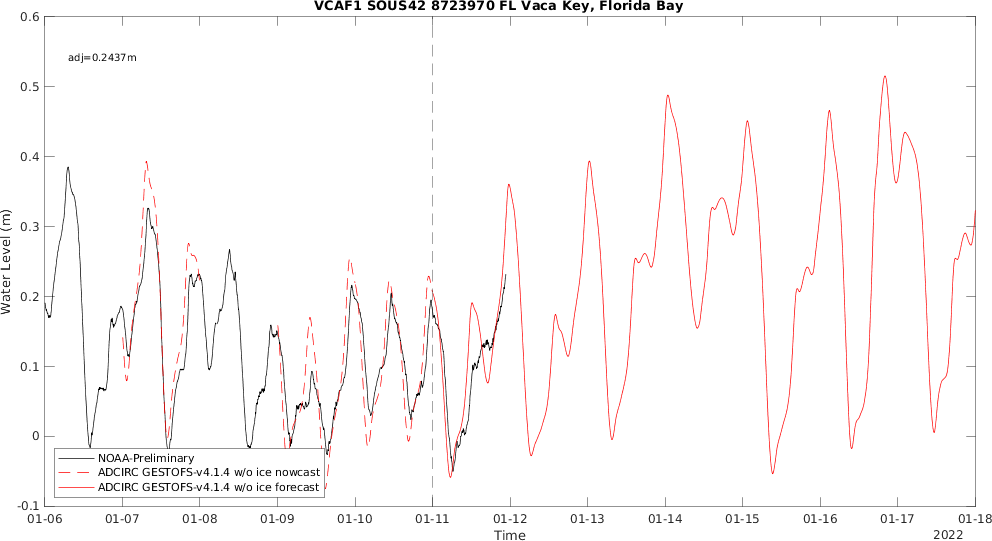 VCAF1 SOUS42 8723970 FL Vaca Key, Florida Bay
0.6
adj=0.2437m
0.5
0.4
0.3
0.2
0.1
0
-0.1
Water Level (m)
NOAA-Preliminary
ADCIRC GESTOFS-v4.1.4 w/o ice nowcast
ADCIRC GESTOFS-v4.1.4 w/o ice forecast
01-06 01-07 01-08 01-09 01-10 01-11 01-12 01-13 01-14 01-15 01-16 01-17 01-18
Time
2022